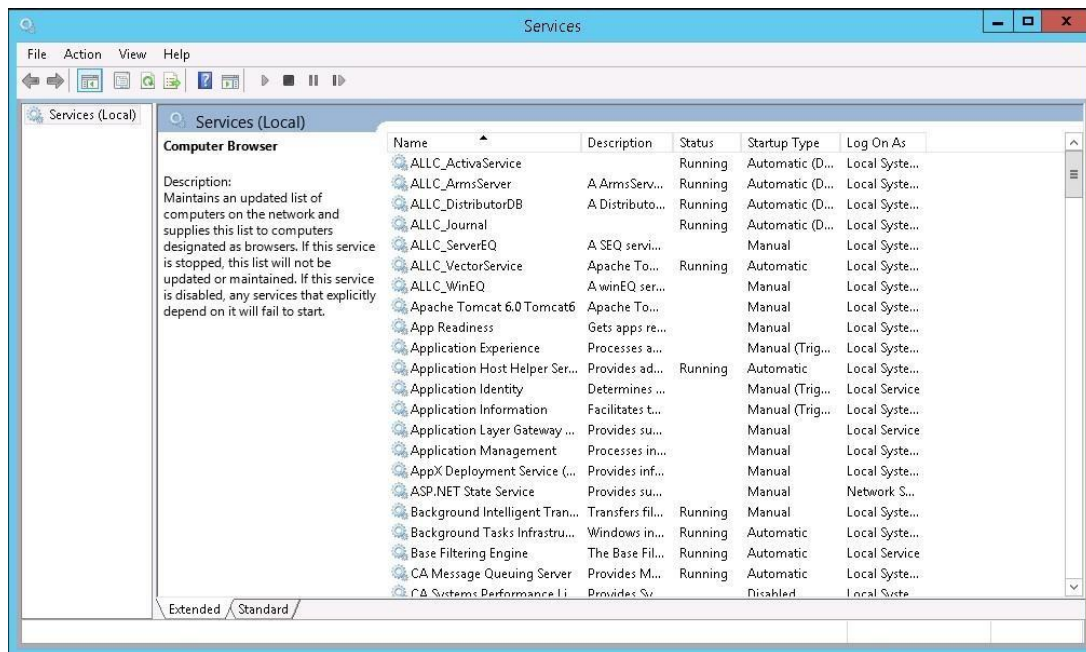 Services
File Action View Help
Services (Local)
Services (Local)
Computer Browser
Description:
Maintains an updated list of
computers on the network and
supplies this list to computers
designated as browsers. If this service
is stopped, this list will not be
updated or maintained. If this service
is disabled, any services that explicitly
depend on it will fail to start.
Name Description Status Startup Type Log On As
ALLC_ActivaService Running Automatic (D... Local Syste...
ALLC_ArmsServer A ArmsServ... Running Automatic (D... Local Syste...
ALLC_DistributorDB A Distributo... Running Automatic (D... Local Syste...
ALLC_Journal Running Automatic (D... Local Syste...
ALLC_ServerEQ A SEQ servi... Manual Local Syste...
ALLC_VectorService Apache To... Running Automatic Local Syste...
ALLC_WinEQ A winEQ ser... Manual Local Syste...
Apache Tomcat 6.0 Tomcat6 Apache To... Manual Local Syste...
App Readiness Gets apps re... Manual Local Syste...
Application Experience Processes a... Manual (Trig... Local Syste...
Application Host Helper Ser... Provides ad... Running Automatic Local Syste...
Application Identity Determines ... Manual (Trig... Local Service
Application Information Facilitates t... Manual (Trig... Local Syste...
Application Layer Gateway ... Provides su... Manual Local Service
Application Management Processes in... Manual Local Syste...
AppX Deployment Service (... Provides inf... Manual Local Syste...
ASP.NET State Service Provides su... Manual Network S...
Background Intelligent Tran... Transfers fil... Running Manual Local Syste...
Background Tasks Infrastru... Windows in... Running Automatic Local Syste...
Base Filtering Engine The Base Fil... Running Automatic Local Service
CA Message Queuing Server Provides M... Running Automatic Local Syste...
CA Systems Performance Li... Provides Sy... Disabled Local Syste...
Extended Standard